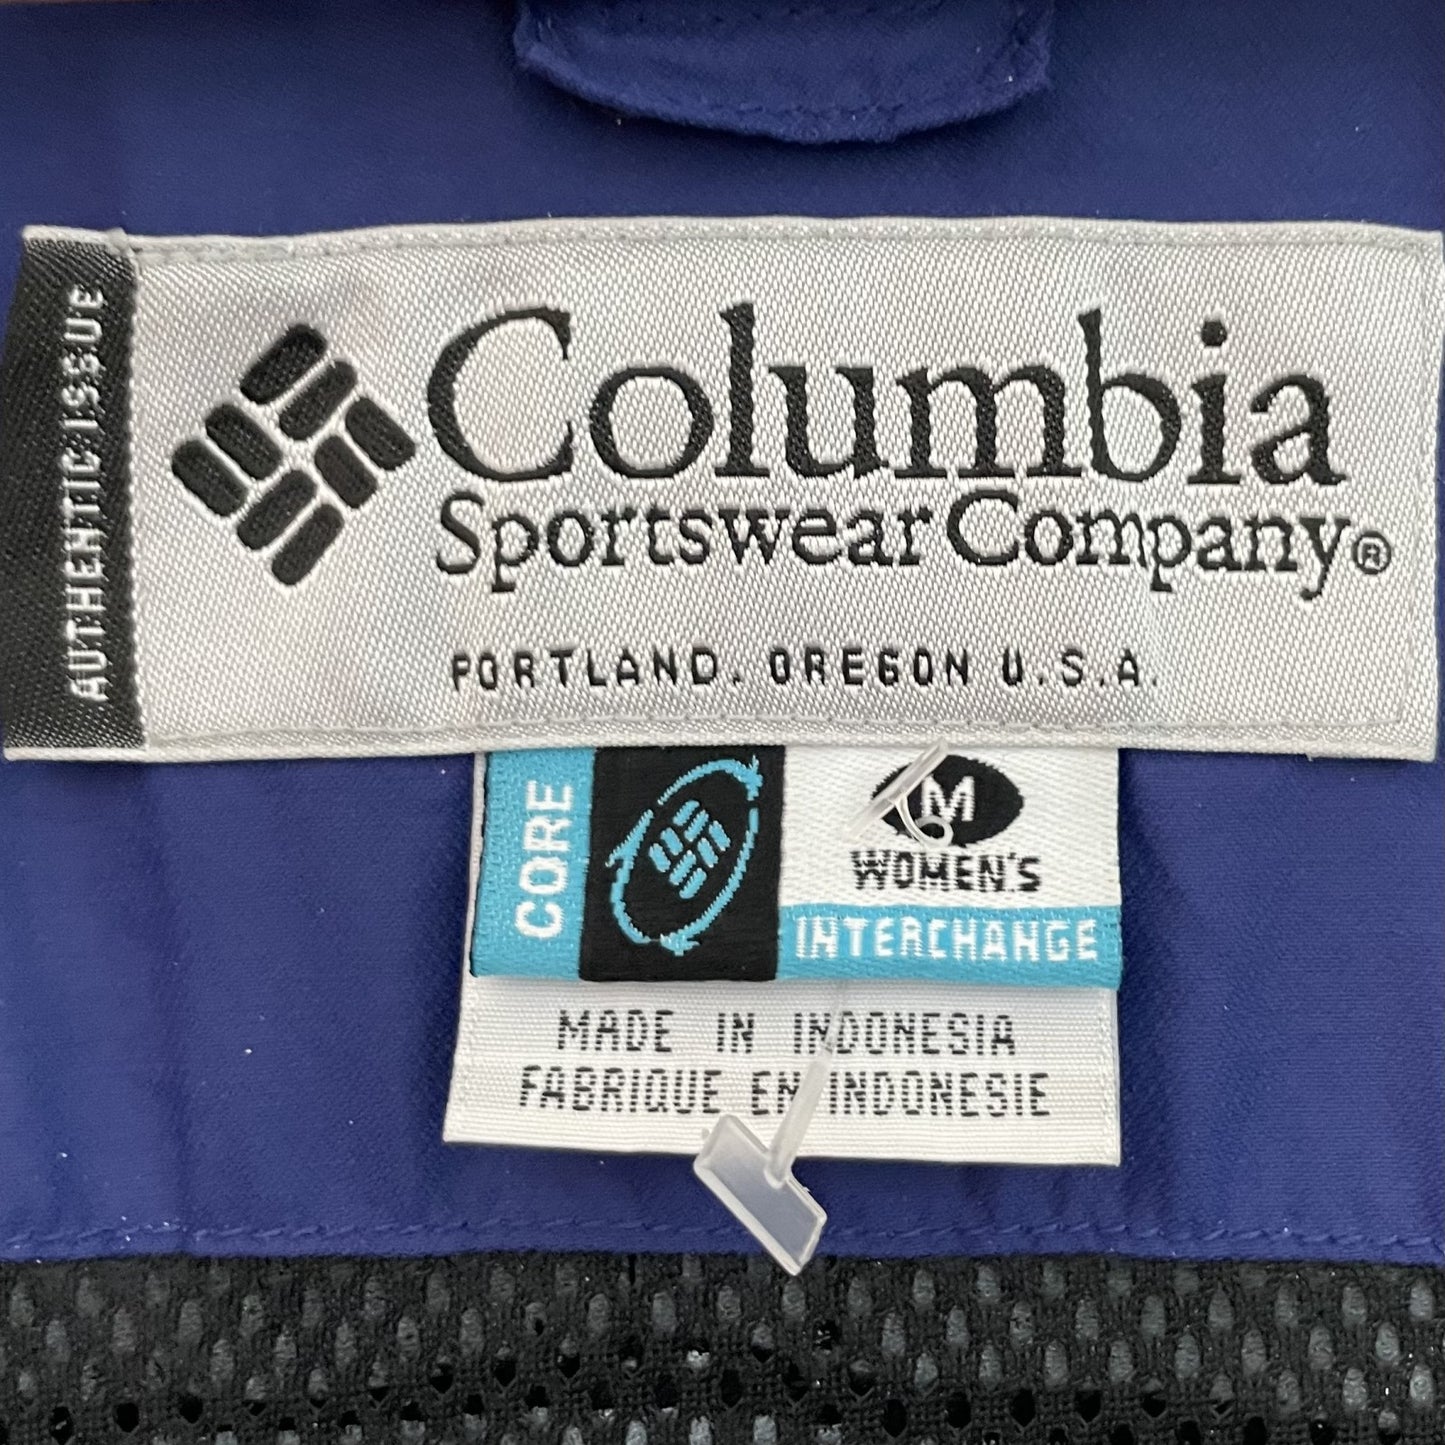 AUTHENTIC ISSUE
Columbia
Sportswear Company®
PORTLAND, OREGON U.S.A.
CORE
M
WOMEN'S
INTERCHANGE
MADE IN INDONESIA
FABRIQUE EN INDONESIE